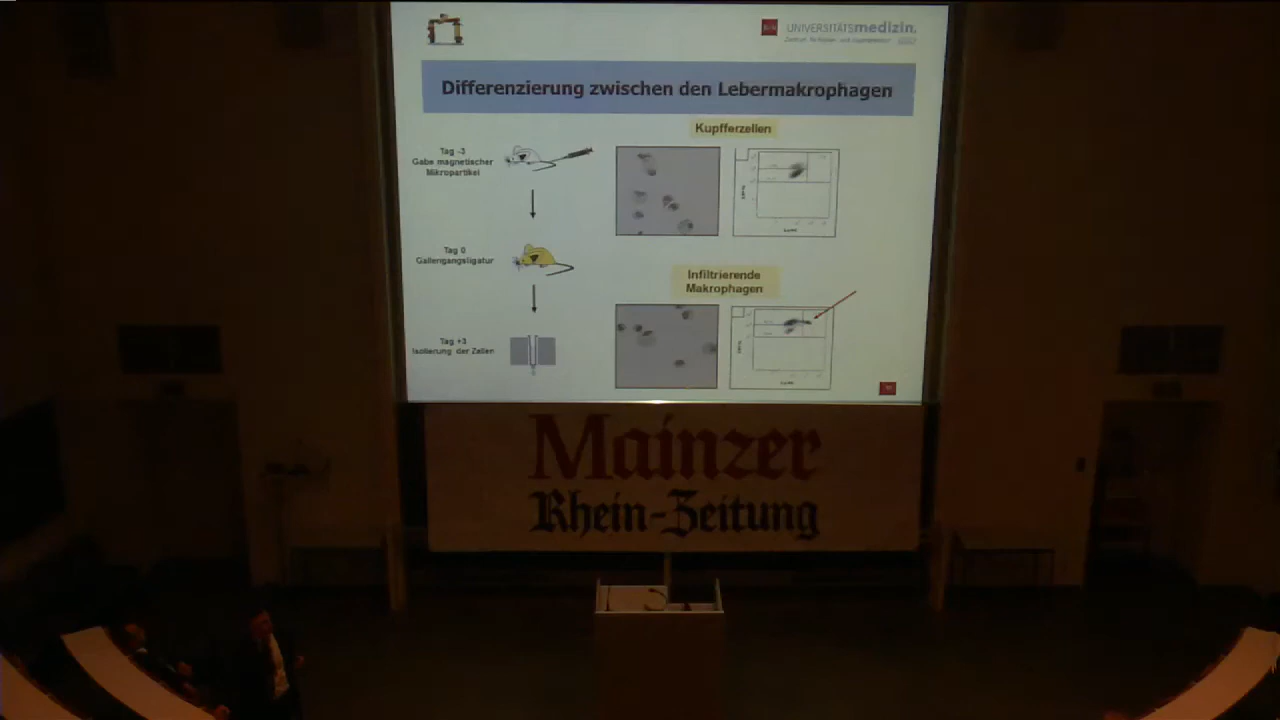 UNIVERSITÄTSmedizin.
Differenzierung zwischen den Lebermakrophagen
Kupfferzellen
Tag -3
Gabe magnetischer
Mikropartikel
Tag 0
Gallengangsligatur
Infiltrierende
Makrophagen
Tag +3
Isolierung der Zellen
Mainzer
Rhein-Zeitung